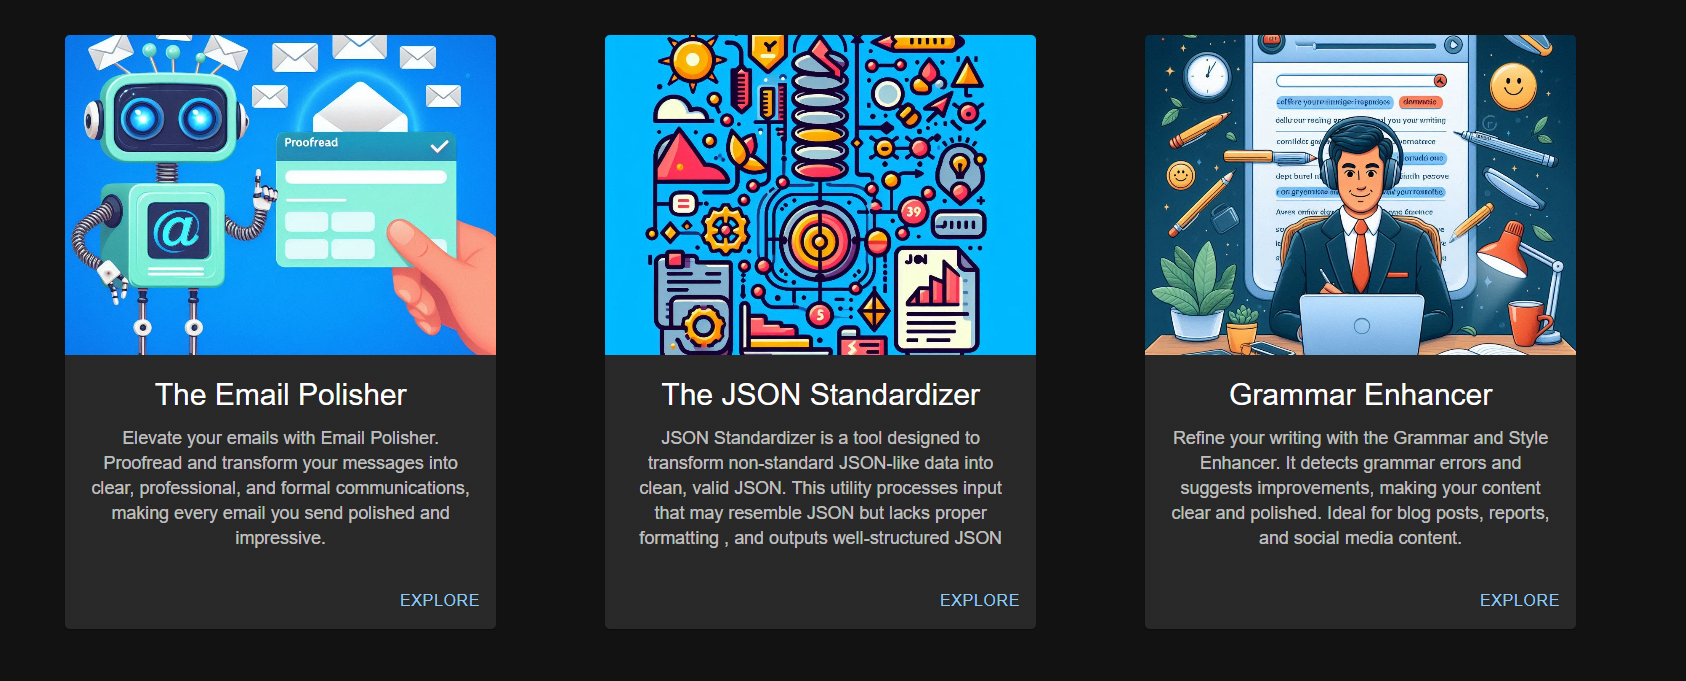 Proofread
@
The Email Polisher
Elevate your emails with Email Polisher.
Proofread and transform your messages into
clear, professional, and formal communications,
making every email you send polished and
impressive.
EXPLORE
39
5
The JSON Standardizer
JSON Standardizer is a tool designed to
transform non-standard JSON-like data into
clean, valid JSON. This utility processes input
that may resemble JSON but lacks proper
formatting , and outputs well-structured JSON
EXPLORE
you your writing
Grammar Enhancer
Refine your writing with the Grammar and Style
Enhancer. It detects grammar errors and
suggests improvements, making your content
clear and polished. Ideal for blog posts, reports,
and social media content.
EXPLORE